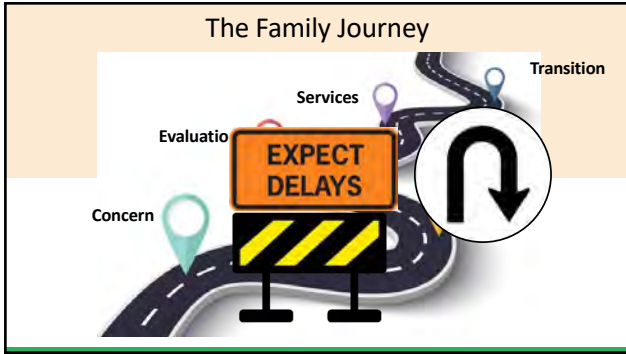 The Family Journey
Transition
Services
Evaluatio
EXPECT
DELAYS
Concern